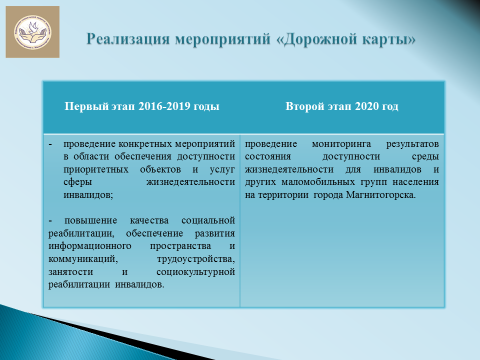 Реализация мероприятий «Дорожной карты»
Первый этап 2016-2019 годы
Второй этап 2020 год
- проведение конкретных мероприятий
в области обеспечения доступности
приоритетных объектов и услуг
сферы жизнедеятельности
инвалидов;
- повышение качества социальной
реабилитации, обеспечение развития
информационного пространства и
коммуникаций, трудоустройства,
занятости и социокультурной
реабилитации инвалидов.
проведение мониторинга результатов
состояния доступности среды
жизнедеятельности для инвалидов и
других маломобильных групп населения
на территории города Магнитогорска.